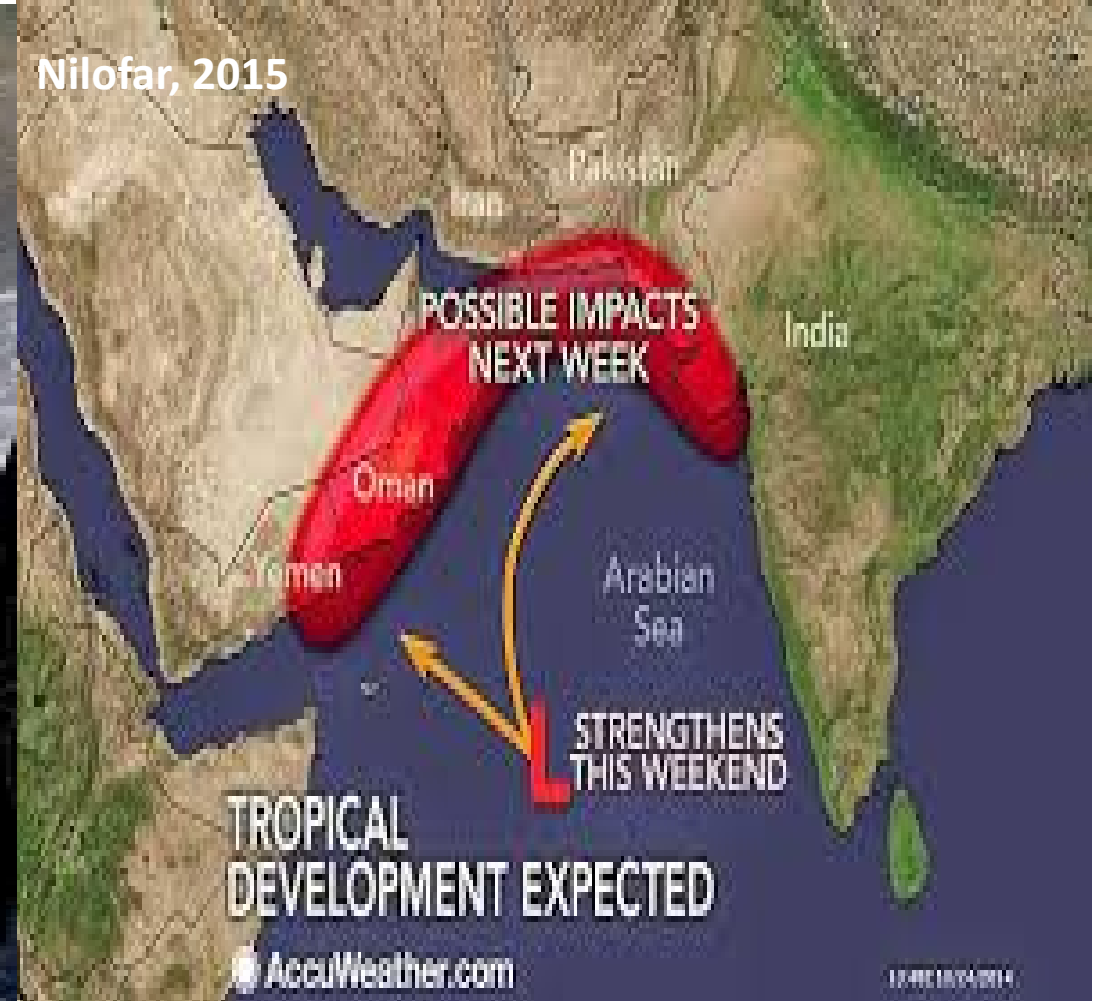 Nilofar, 2015
Pakistan
Iran
POSSIBLE IMPACTS
NEXT WEEK
India
Oman
Yemen
Arabian
Sea
STRENGTHENS
L THIS WEEKEND
TROPICAL
DEVELOPMENT EXPECTED
AccuWeather.com